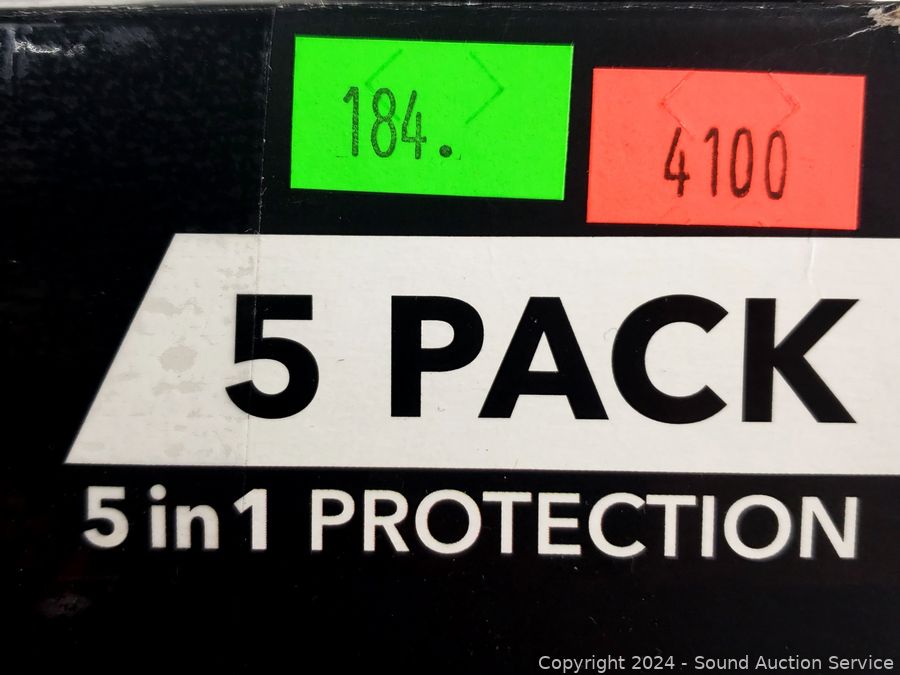 184.
4100
5 PACK
5 in 1 PROTECTION
Copyright 2024 - Sound Auction Service